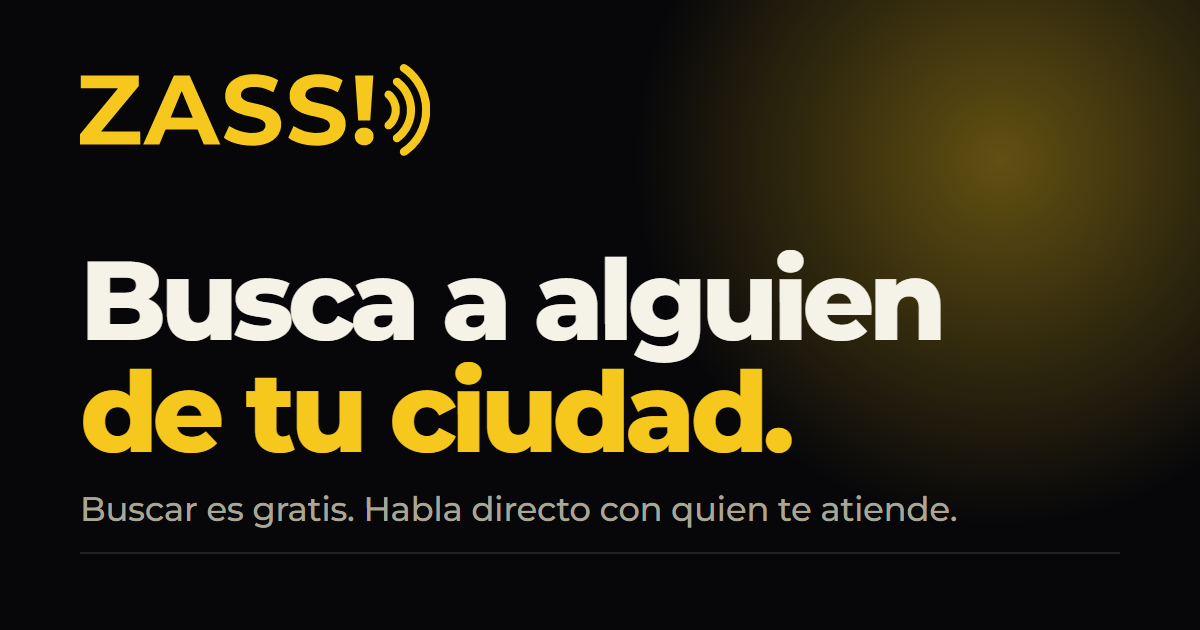 ZASS!
Busca a alguien
de tu ciudad.
Buscar es gratis. Habla directo con quien te atiende.